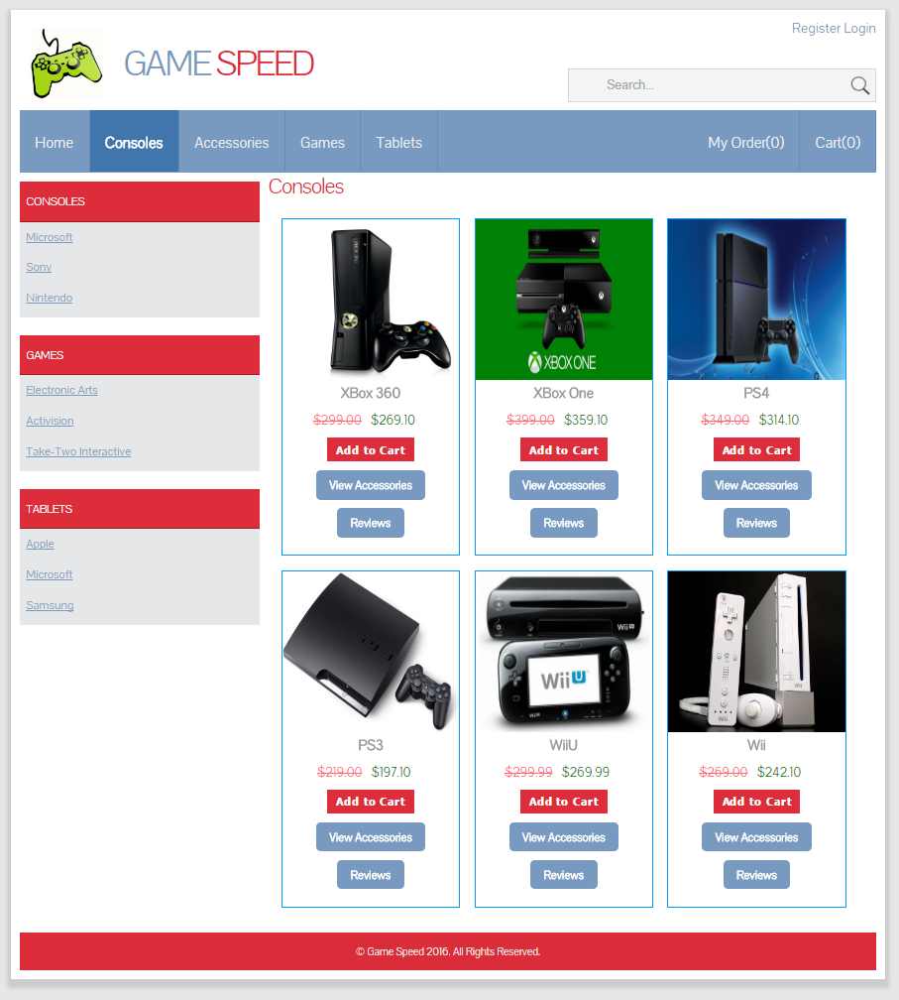 Register Login
GAME SPEED
Search...
Home Consoles Accessories Games Tablets My Order(0) Cart(0)
CONSOLES
Microsoft
Sony
Nintendo
GAMES
Electronic Arts
Activision
Take-Two Interactive
TABLETS
Apple
Microsoft
Samsung
Consoles
XBOX ONE
XBox 360 XBox One PS4
$299.00 $269.10 $399.00 $359.10 $349.00 $314.10
Add to Cart Add to Cart Add to Cart
View Accessories View Accessories View Accessories
Reviews Reviews Reviews
PS3
Wii U
Wii U
Wii
Wii
PS3 WiiU Wii
$219.00 $197.10 $299.99 $269.99 $269.00 $242.10
Add to Cart Add to Cart Add to Cart
View Accessories View Accessories View Accessories
Reviews Reviews Reviews
© Game Speed 2016. All Rights Reserved.